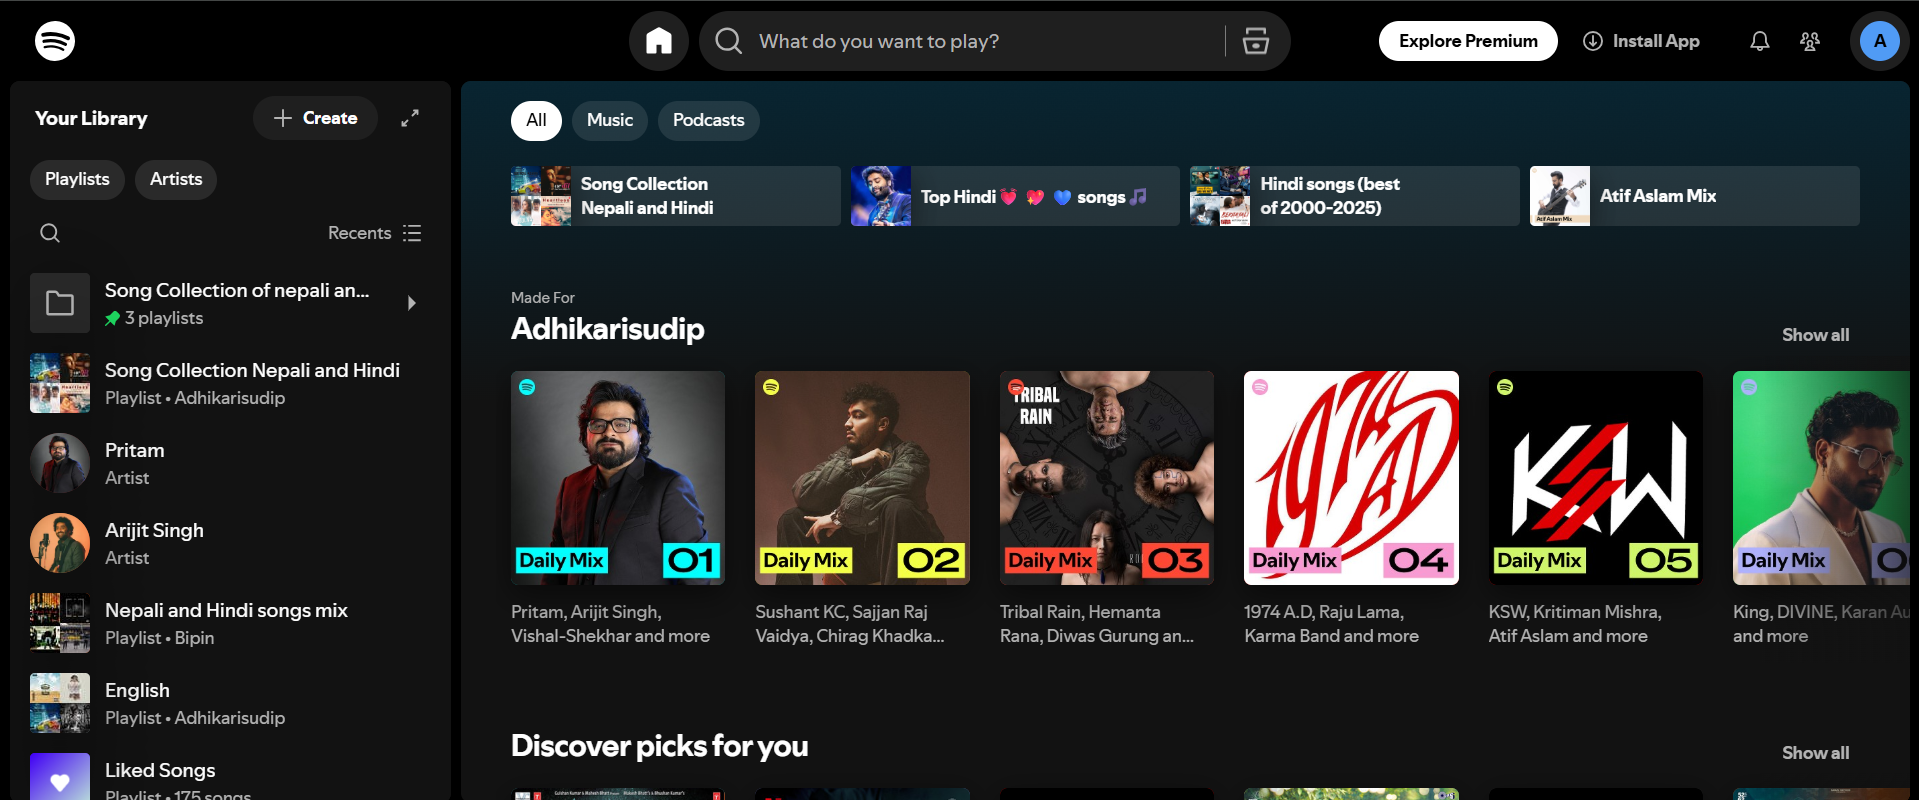 What do you want to play?
Explore Premium
Install App
A
Your Library
Create
Playlists
Artists
Recents
Song Collection of nepali an...
3 playlists
Song Collection Nepali and Hindi
Playlist • Adhikarisudip
Pritam
Artist
Arijit Singh
Artist
Nepali and Hindi songs mix
Playlist • Bipin
English
Playlist • Adhikarisudip
Liked Songs
Playlist • 175 songs
All
Music
Podcasts
Song Collection
Nepali and Hindi
Top Hindi💓 💖 💙 songs🎵
Hindi songs (best
of 2000-2025)
Atif Aslam Mix
Atif Aslam Mix
Made For
Adhikarisudip
Show all
Daily Mix 01
Pritam, Arijit Singh,
Vishal-Shekhar and more
Daily Mix 02
Sushant KC, Sajjan Raj
Vaidya, Chirag Khadka...
TRIBAL
RAIN
Daily Mix 03
Tribal Rain, Hemanta
Rana, Diwas Gurung an...
1974 AD
Daily Mix 04
1974 A.D, Raju Lama,
Karma Band and more
KSW
Daily Mix 05
KSW, Kritiman Mishra,
Atif Aslam and more
Daily Mix
King, DIVINE, Karan Au
and more
Discover picks for you
Show all